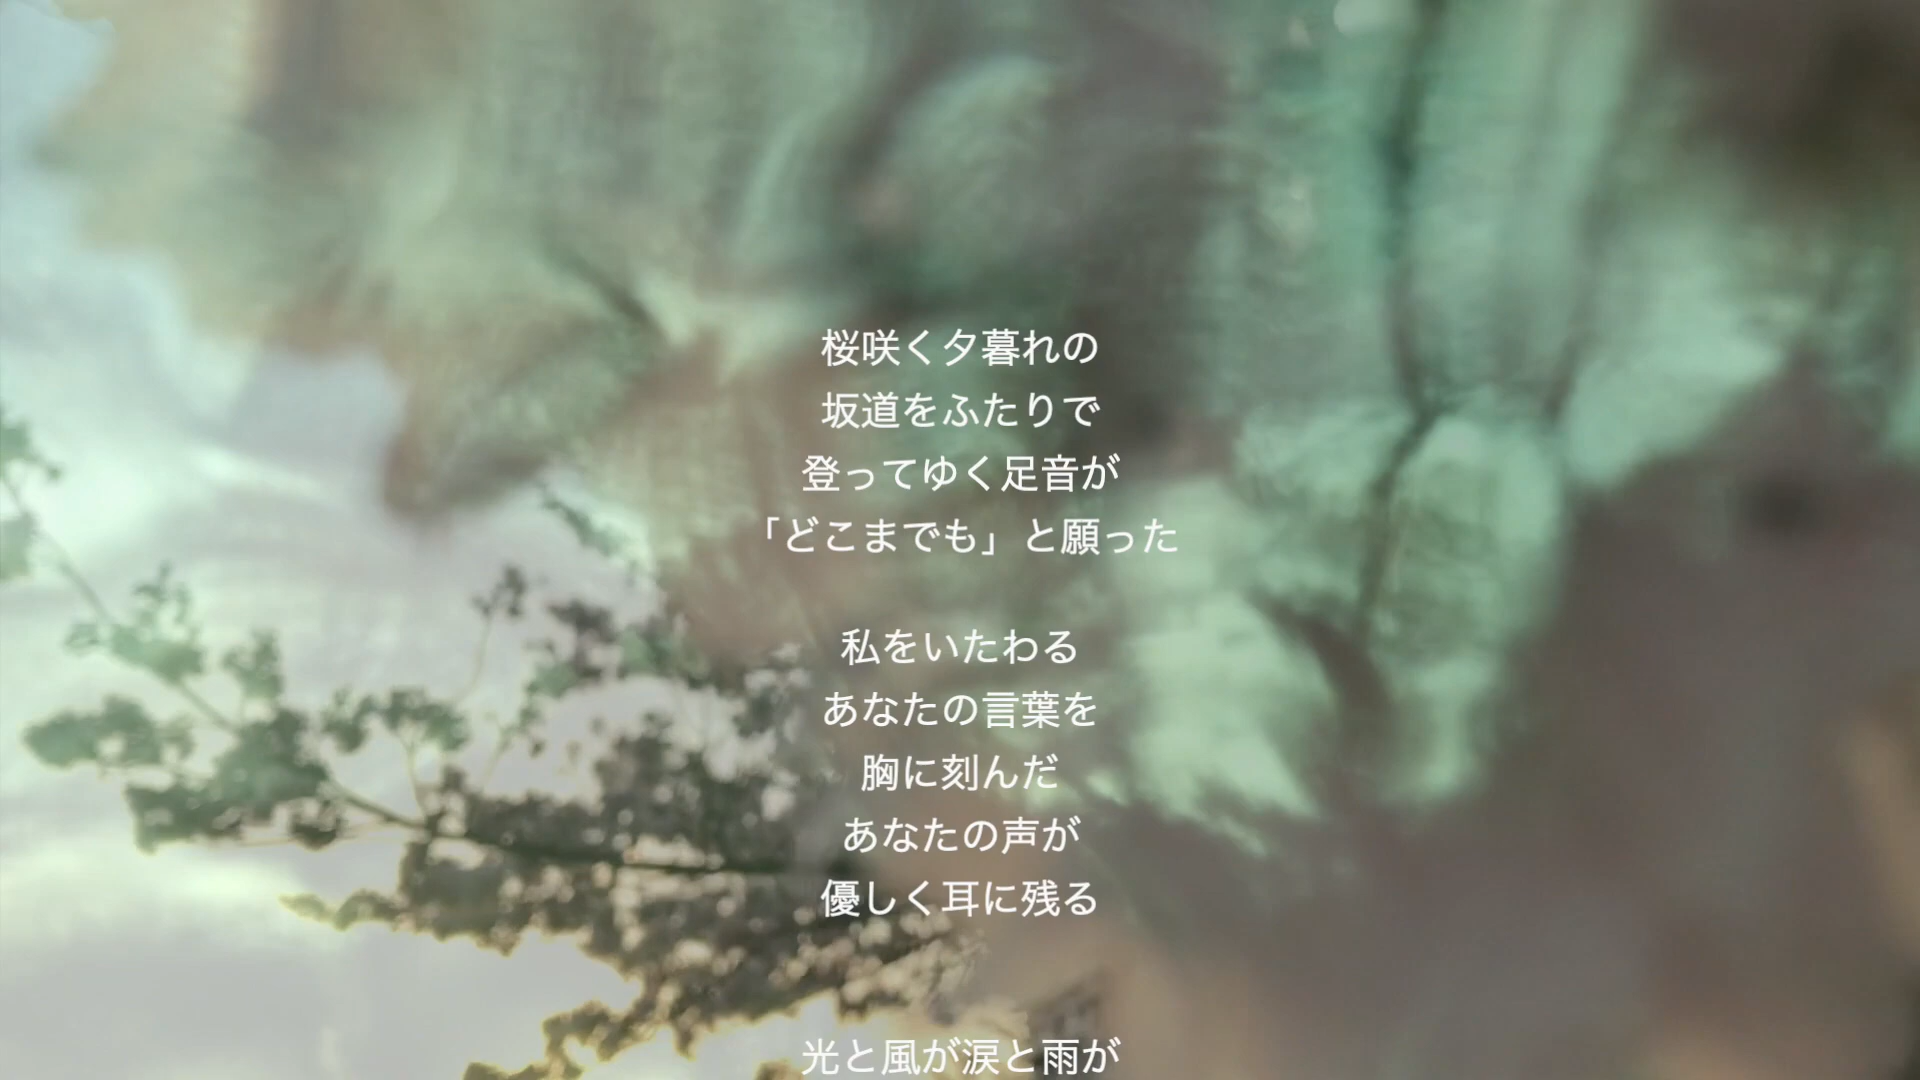 桜咲く夕暮れの
坂道をふたりで
登ってゆく足音が
「どこまでも」と願った
私をいたわる
あなたの言葉を
胸に刻んだ
あなたの声が
優しく耳に残る
光と風が涙と雨が